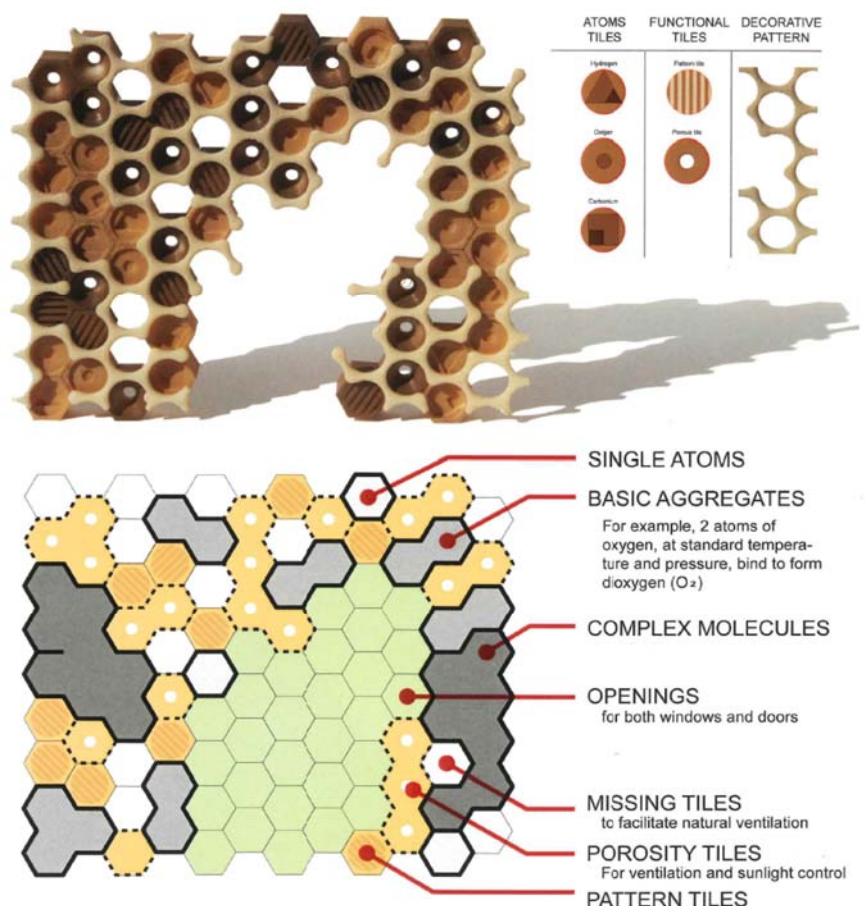 ATOMS
TILES
FUNCTIONAL
TILES
DECORATIVE
PATTERN
Hydrogen
Pattern tile
Porous tile
Carbonium
SINGLE ATOMS
BASIC AGGREGATES
For example, 2 atoms of
oxygen, at standard tempera-
ture and pressure, bind to form
dioxygen (O₂)
COMPLEX MOLECULES
OPENINGS
for both windows and doors
MISSING TILES
to facilitate natural ventilation
POROSITY TILES
For ventilation and sunlight control
PATTERN TILES